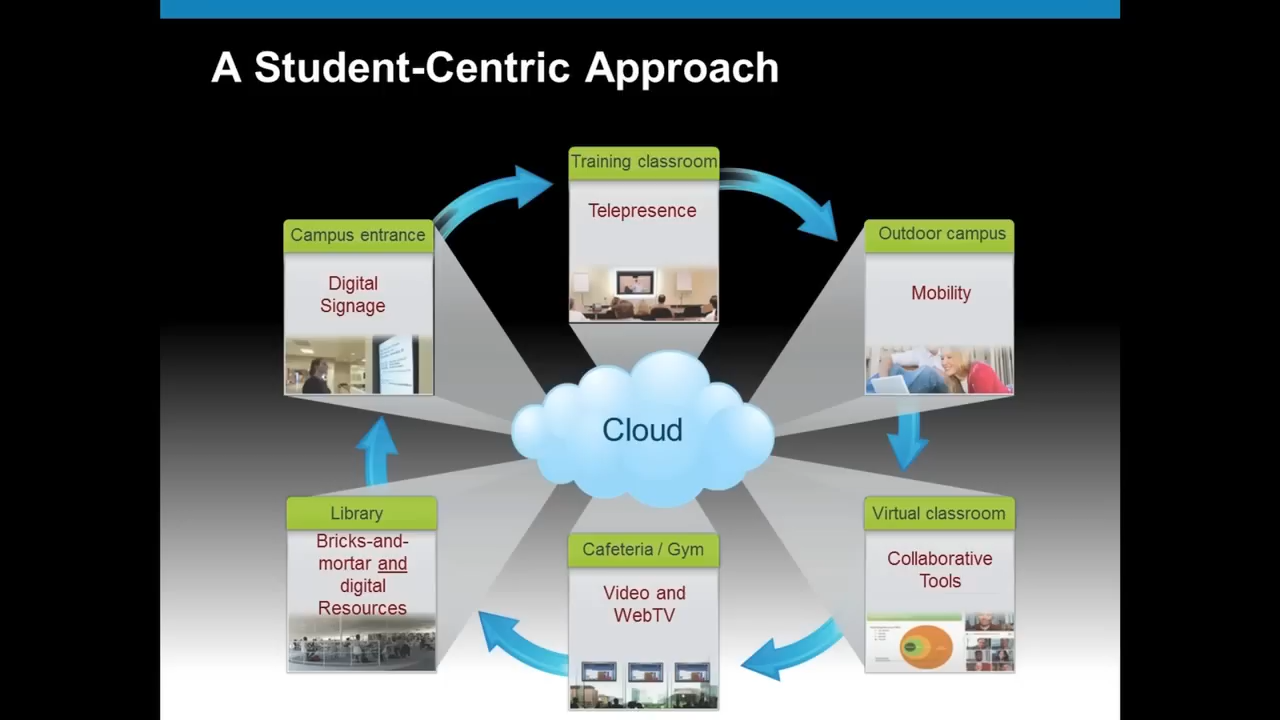 A Student-Centric Approach
Training classroom
Telepresence
Campus entrance
Digital
Signage
Outdoor campus
Mobility
Cloud
Library
Bricks-and-
mortar and
digital
Resources
Cafeteria / Gym
Video and
WebTV
Virtual classroom
Collaborative
Tools